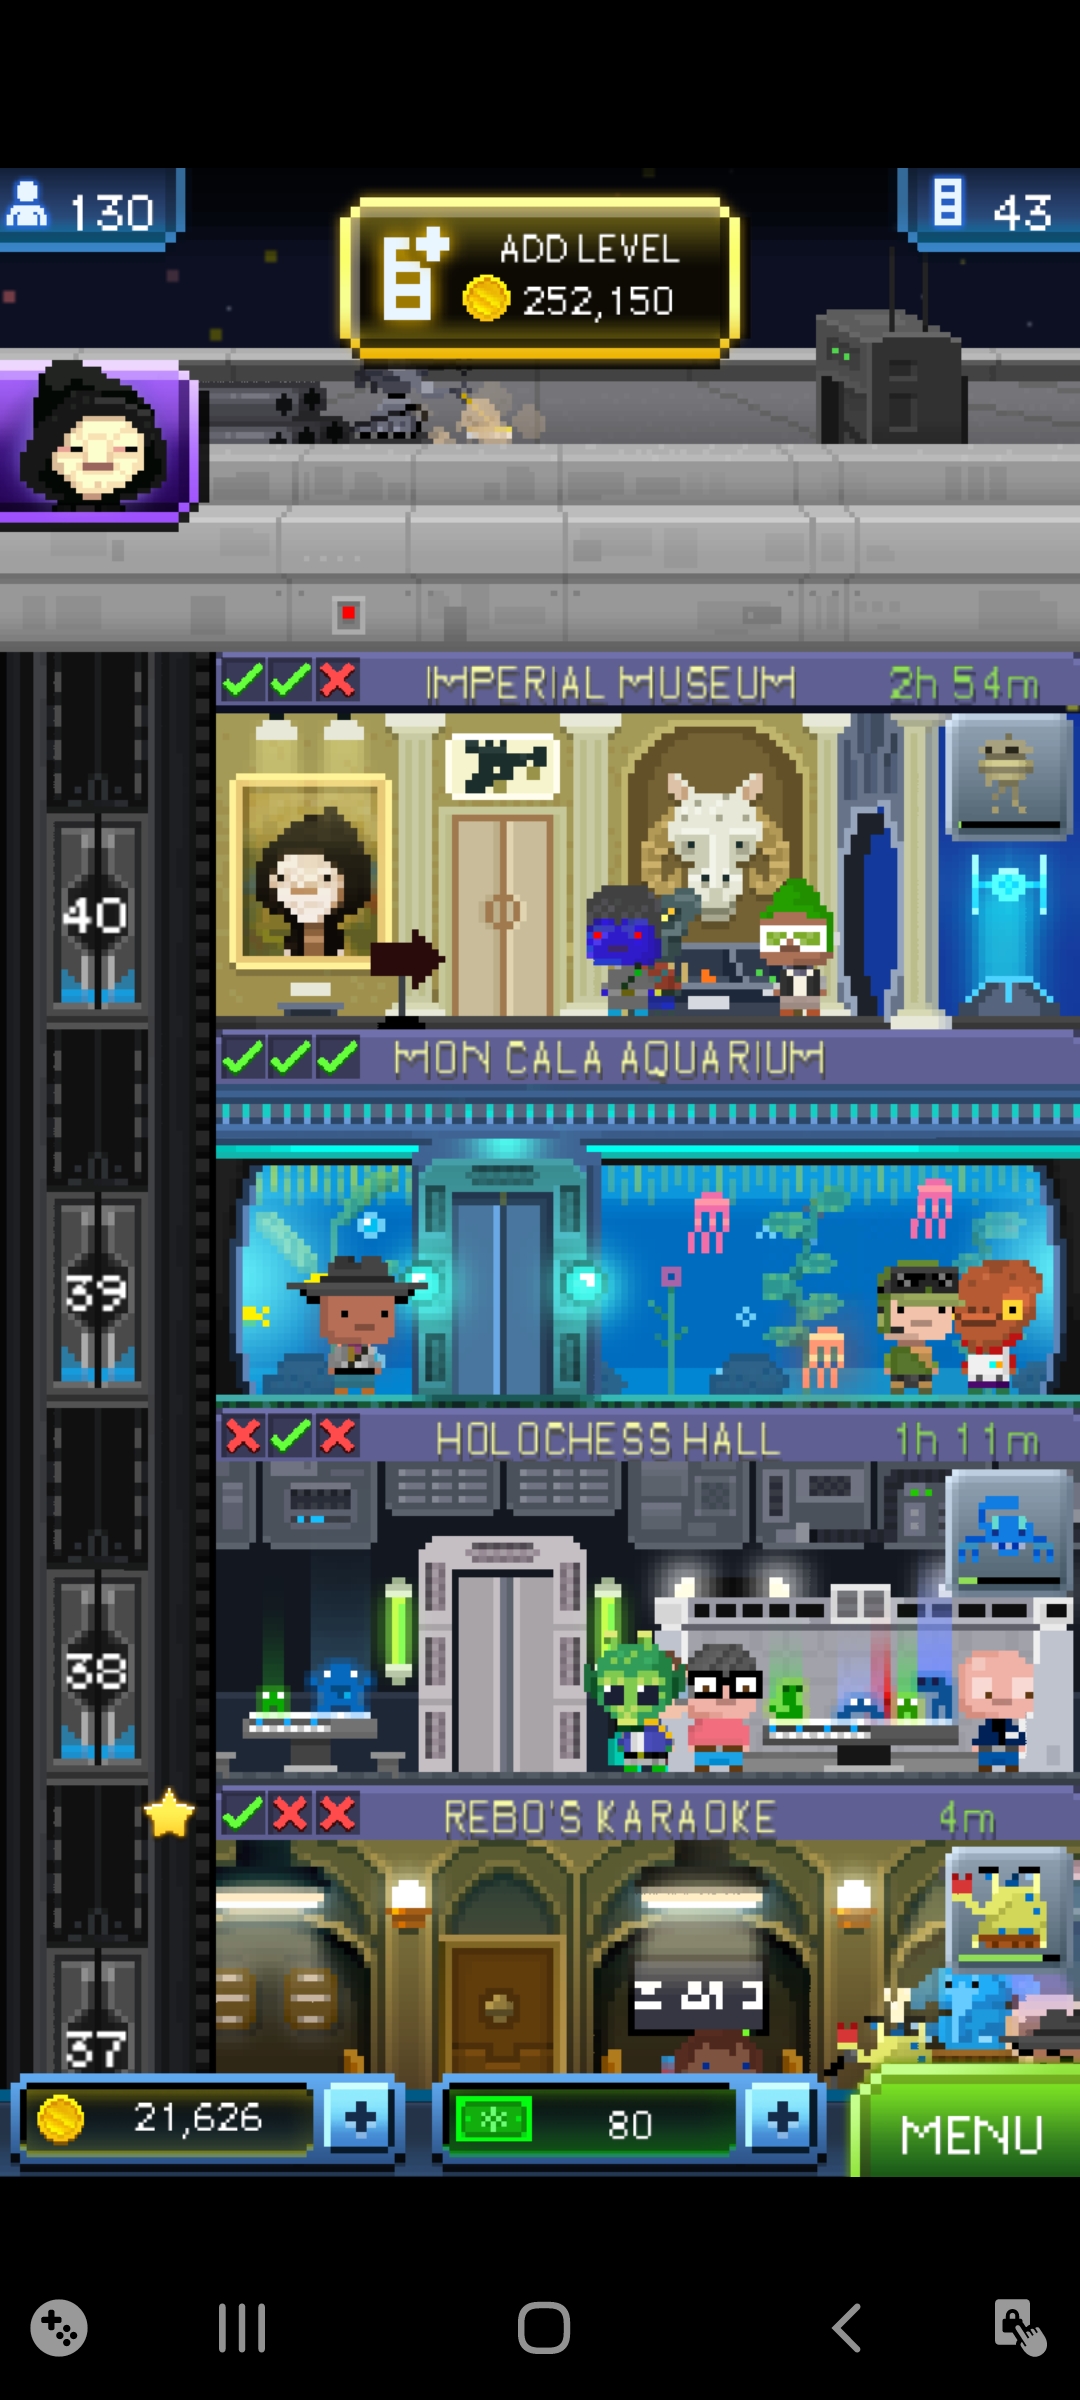 130
ADD LEVEL
252,150
43
IMPERIAL MUSEUM 2h 54m
40
MON CALA AQUARIUM
39
HOLOCHESS HALL 1h 11m
38
REBO'S KARAOKE 4m
37
21,626
80
MENU